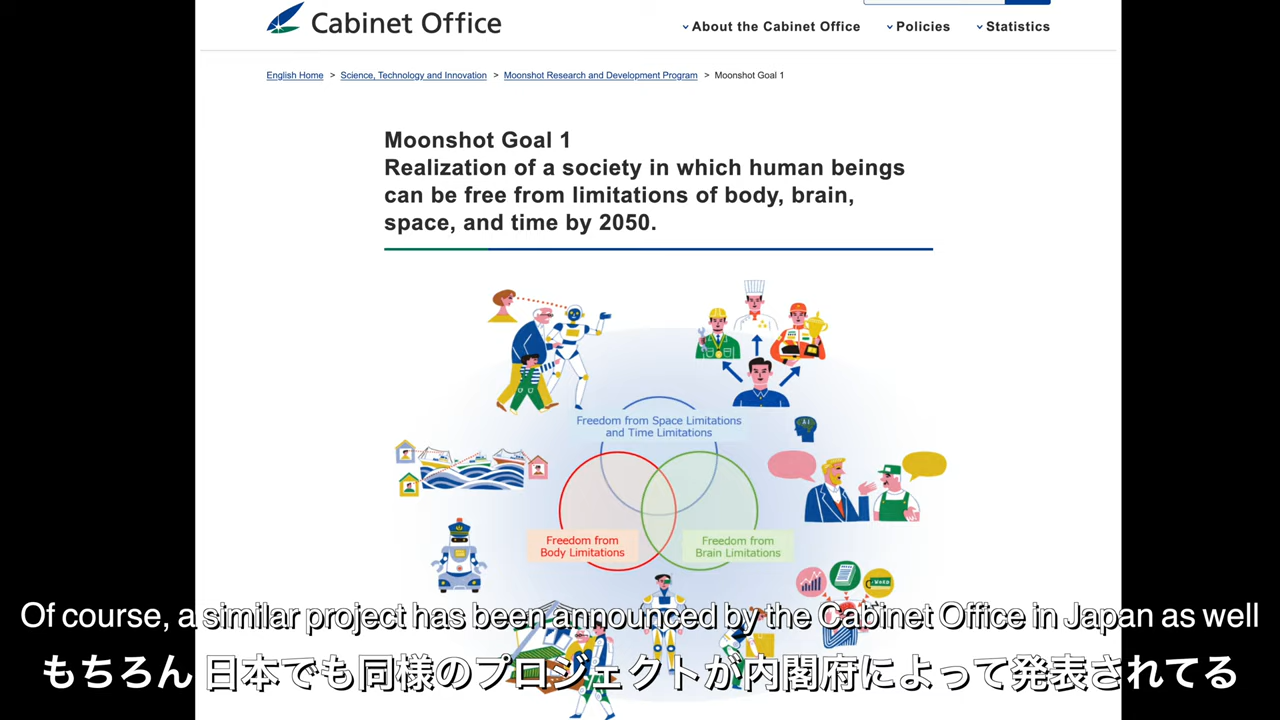 Cabinet Office
About the Cabinet Office Policies Statistics
English Home > Science, Technology and Innovation > Moonshot Research and Development Program > Moonshot Goal 1
Moonshot Goal 1
Realization of a society in which human beings
can be free from limitations of body, brain,
space, and time by 2050.
AI
Freedom from Space Limitations
and Time Limitations
Freedom from
Body Limitations
Freedom from
Brain Limitations
WORD
Of course, a similar project has been announced by the Cabinet Office in Japan as well
もちろん 日本でも同様のプロジェクトが内閣府によって発表されてる